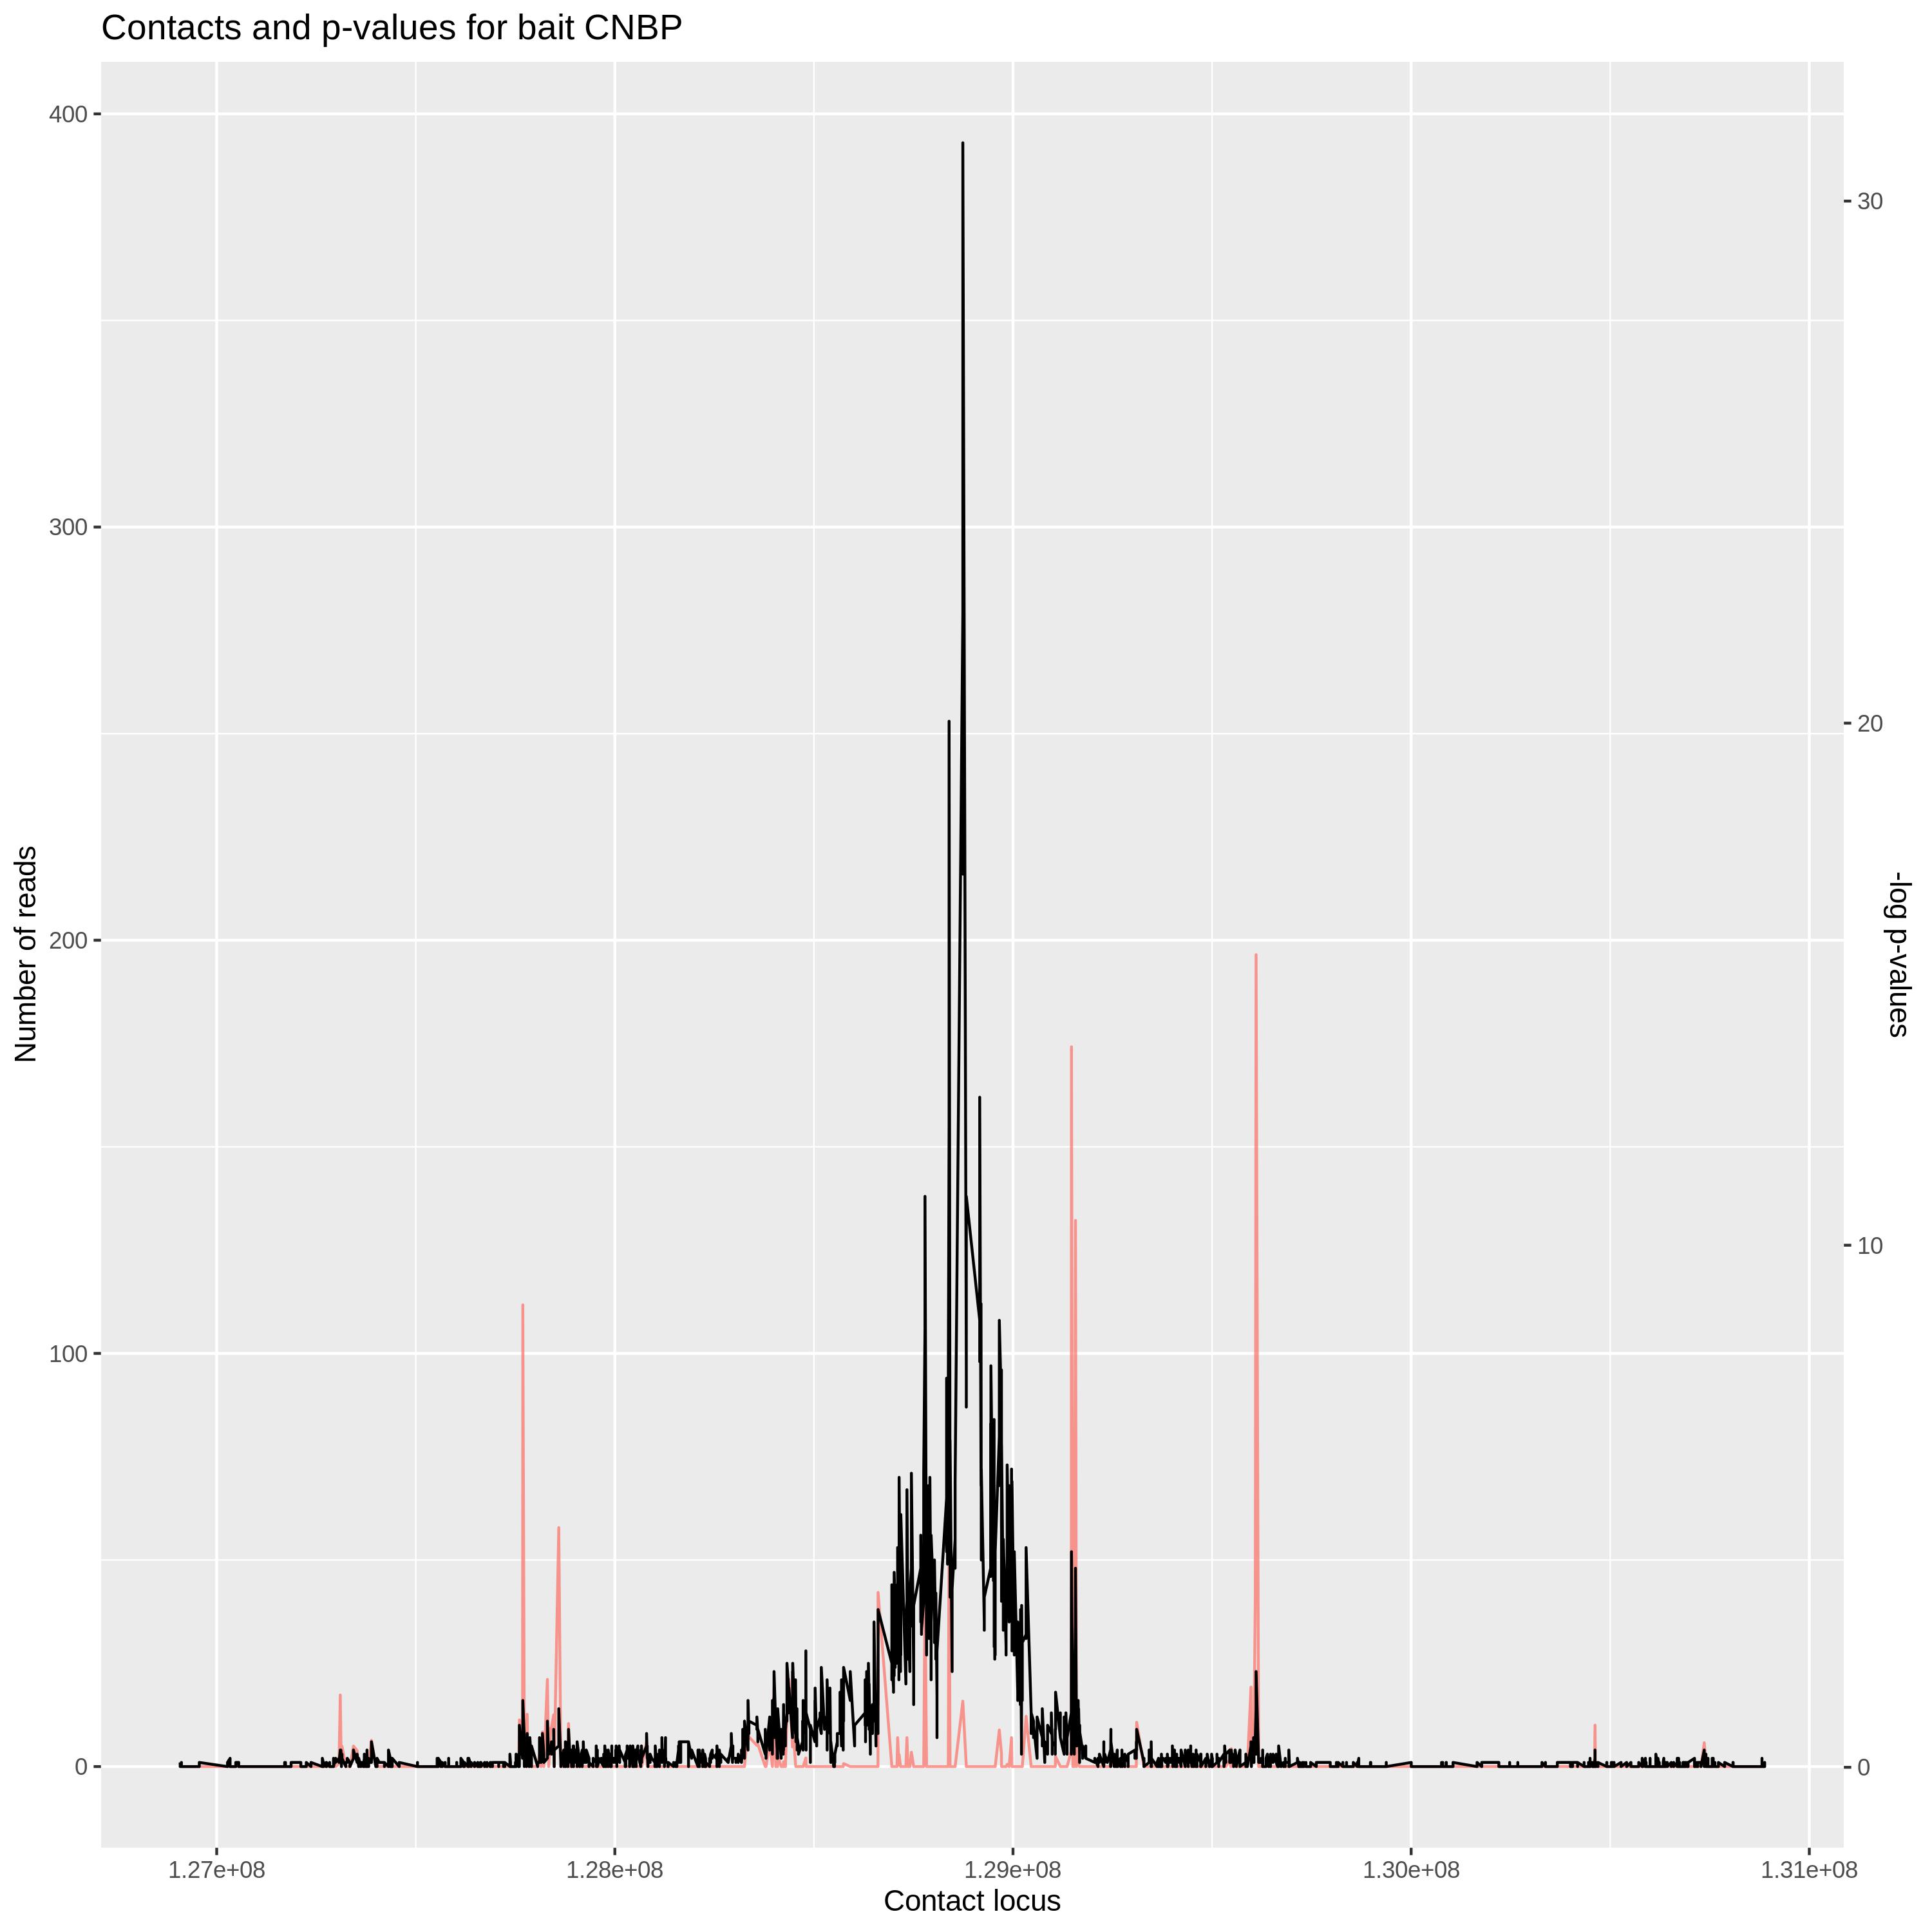 Contacts and p-values for bait CNBP
400
300
200
100
0
Number of reads
30
20
10
0
-log p-values
1.27e+08 1.28e+08 1.29e+08 1.30e+08 1.31e+08
Contact locus